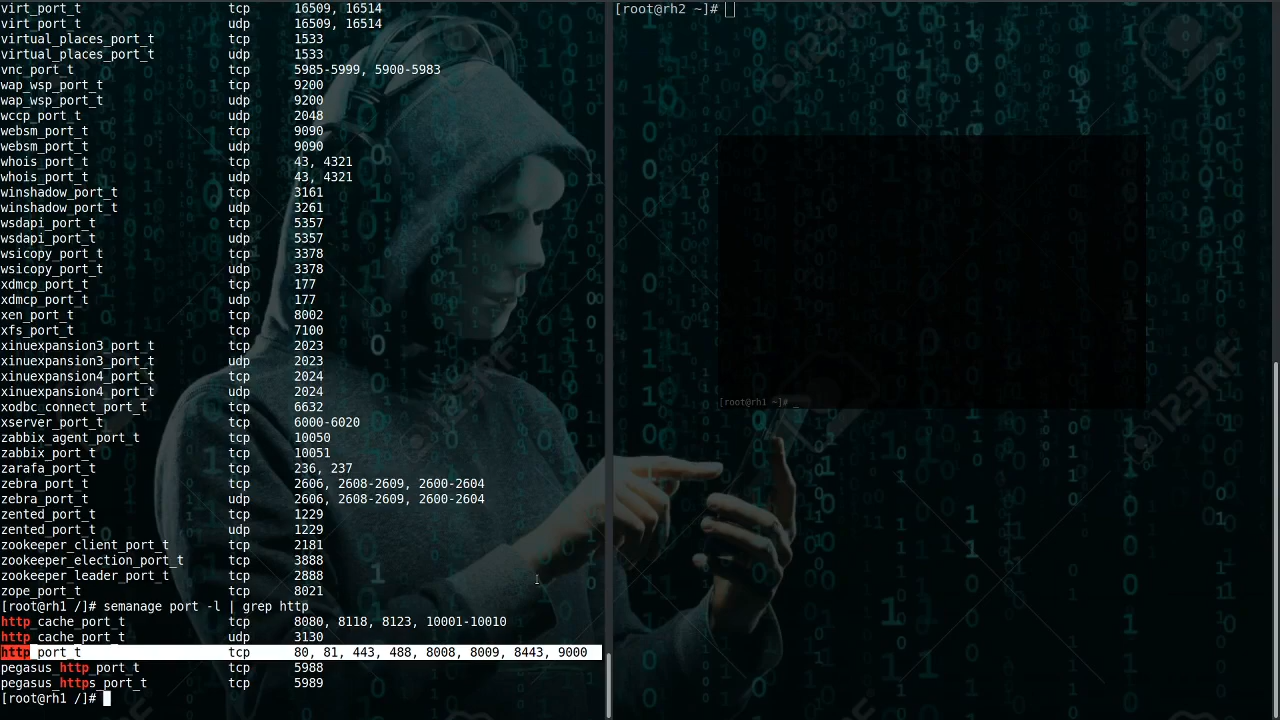 virt_port_t tcp 16509, 16514
virt_port_t udp 16509, 16514
virtual_places_port_t tcp 1533
virtual_places_port_t udp 1533
vnc_port_t tcp 5985-5999, 5900-5983
wap_wsp_port_t tcp 9200
wap_wsp_port_t udp 9200
wccp_port_t udp 2048
websm_port_t tcp 9090
websm_port_t udp 9090
whois_port_t tcp 43, 4321
whois_port_t udp 43, 4321
winshadow_port_t tcp 3161
winshadow_port_t udp 3261
wsdapi_port_t tcp 5357
wsdapi_port_t udp 5357
wsicopy_port_t tcp 3378
wsicopy_port_t udp 3378
xdmcp_port_t tcp 177
xdmcp_port_t udp 177
xen_port_t tcp 8002
xfs_port_t tcp 7100
xinuexpansion3_port_t tcp 2023
xinuexpansion3_port_t udp 2023
xinuexpansion4_port_t tcp 2024
xinuexpansion4_port_t udp 2024
xodbc_connect_port_t tcp 6632
xserver_port_t tcp 6000-6020
zabbix_agent_port_t tcp 10050
zabbix_port_t tcp 10051
zarafa_port_t tcp 236, 237
zebra_port_t tcp 2606, 2608-2609, 2600-2604
zebra_port_t udp 2606, 2608-2609, 2600-2604
zented_port_t tcp 1229
zented_port_t udp 1229
zookeeper_client_port_t tcp 2181
zookeeper_election_port_t tcp 3888
zookeeper_leader_port_t tcp 2888
zope_port_t tcp 8021
[root@rh1 /]# semanage port -l | grep http
http_cache_port_t tcp 8080, 8118, 8123, 10001-10010
http_cache_port_t udp 3130
http_port_t tcp 80, 81, 443, 488, 8008, 8009, 8443, 9000
pegasus_http_port_t tcp 5988
pegasus_https_port_t tcp 5989
[root@rh1 /]#
[root@rh2 ~]#
[root@rh1 ~]# _
123RF
123RF